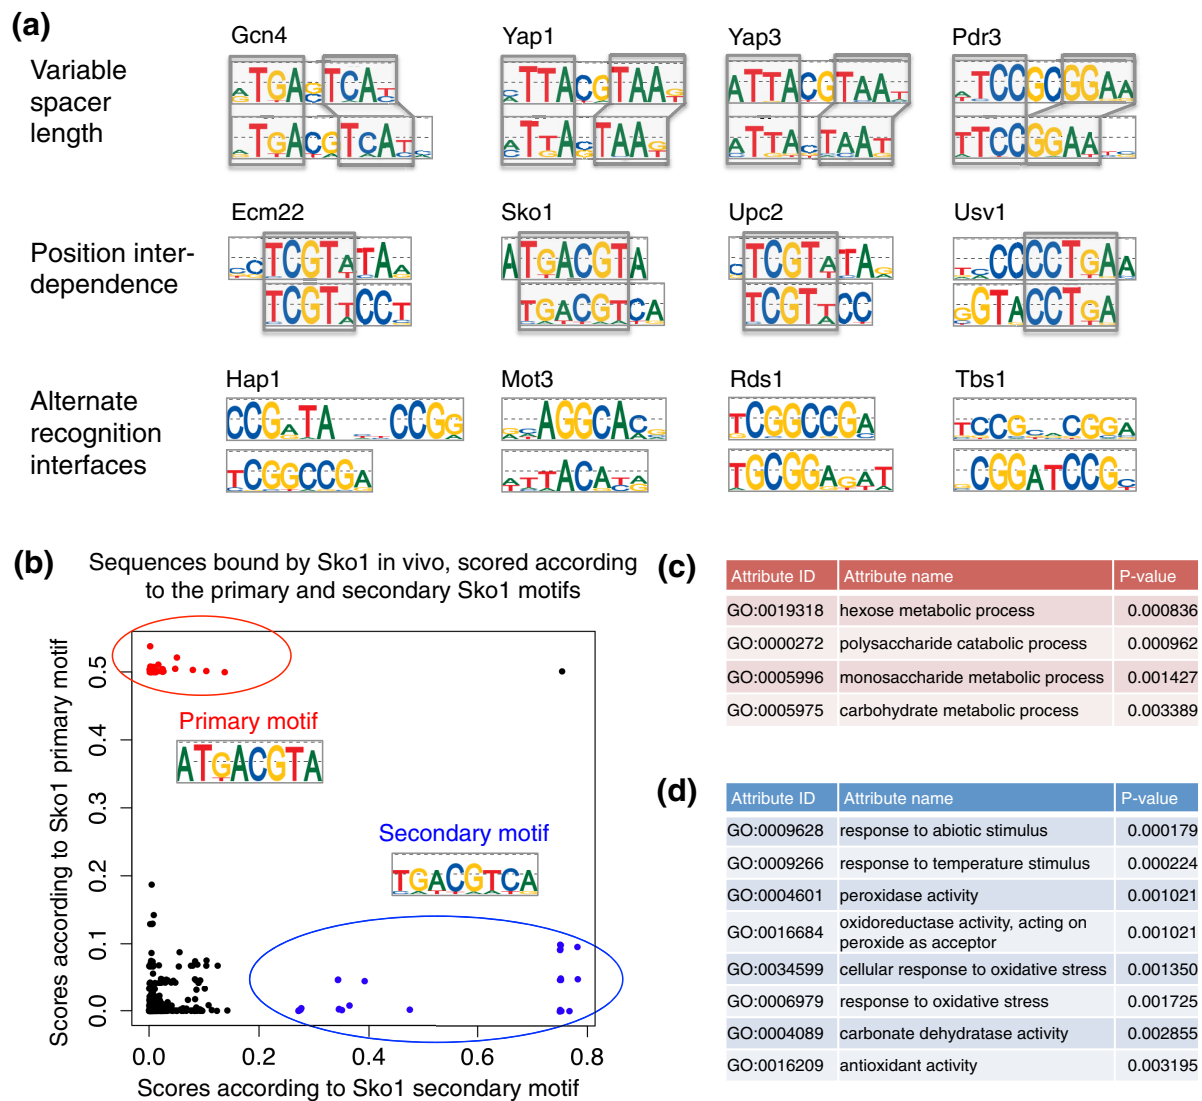 (a)
Variable
spacer
length
Gcn4
Yap1
Yap3
Pdr3
Position inter-
dependence
Ecm22
Sko1
Upc2
Usv1
Alternate
recognition
interfaces
Hap1
Mot3
Rds1
Tbs1
(b)
Sequences bound by Sko1 in vivo, scored according
to the primary and secondary Sko1 motifs
Scores according to Sko1 primary motif
0.5
0.4
0.3
0.2
0.1
0.0
Primary motif
ATGACGTA
Secondary motif
TGACGTCA
0.0 0.2 0.4 0.6 0.8
Scores according to Sko1 secondary motif
(c)
Attribute ID Attribute name P-value
GO:0019318 hexose metabolic process 0.000836
GO:0000272 polysaccharide catabolic process 0.000962
GO:0005996 monosaccharide metabolic process 0.001427
GO:0005975 carbohydrate metabolic process 0.003389
(d)
Attribute ID Attribute name P-value
GO:0009628 response to abiotic stimulus 0.000179
GO:0009266 response to temperature stimulus 0.000224
GO:0004601 peroxidase activity 0.001021
GO:0016684 oxidoreductase activity, acting on
peroxide as acceptor 0.001021
GO:0034599 cellular response to oxidative stress 0.001350
GO:0006979 response to oxidative stress 0.001725
GO:0004089 carbonate dehydratase activity 0.002855
GO:0016209 antioxidant activity 0.003195